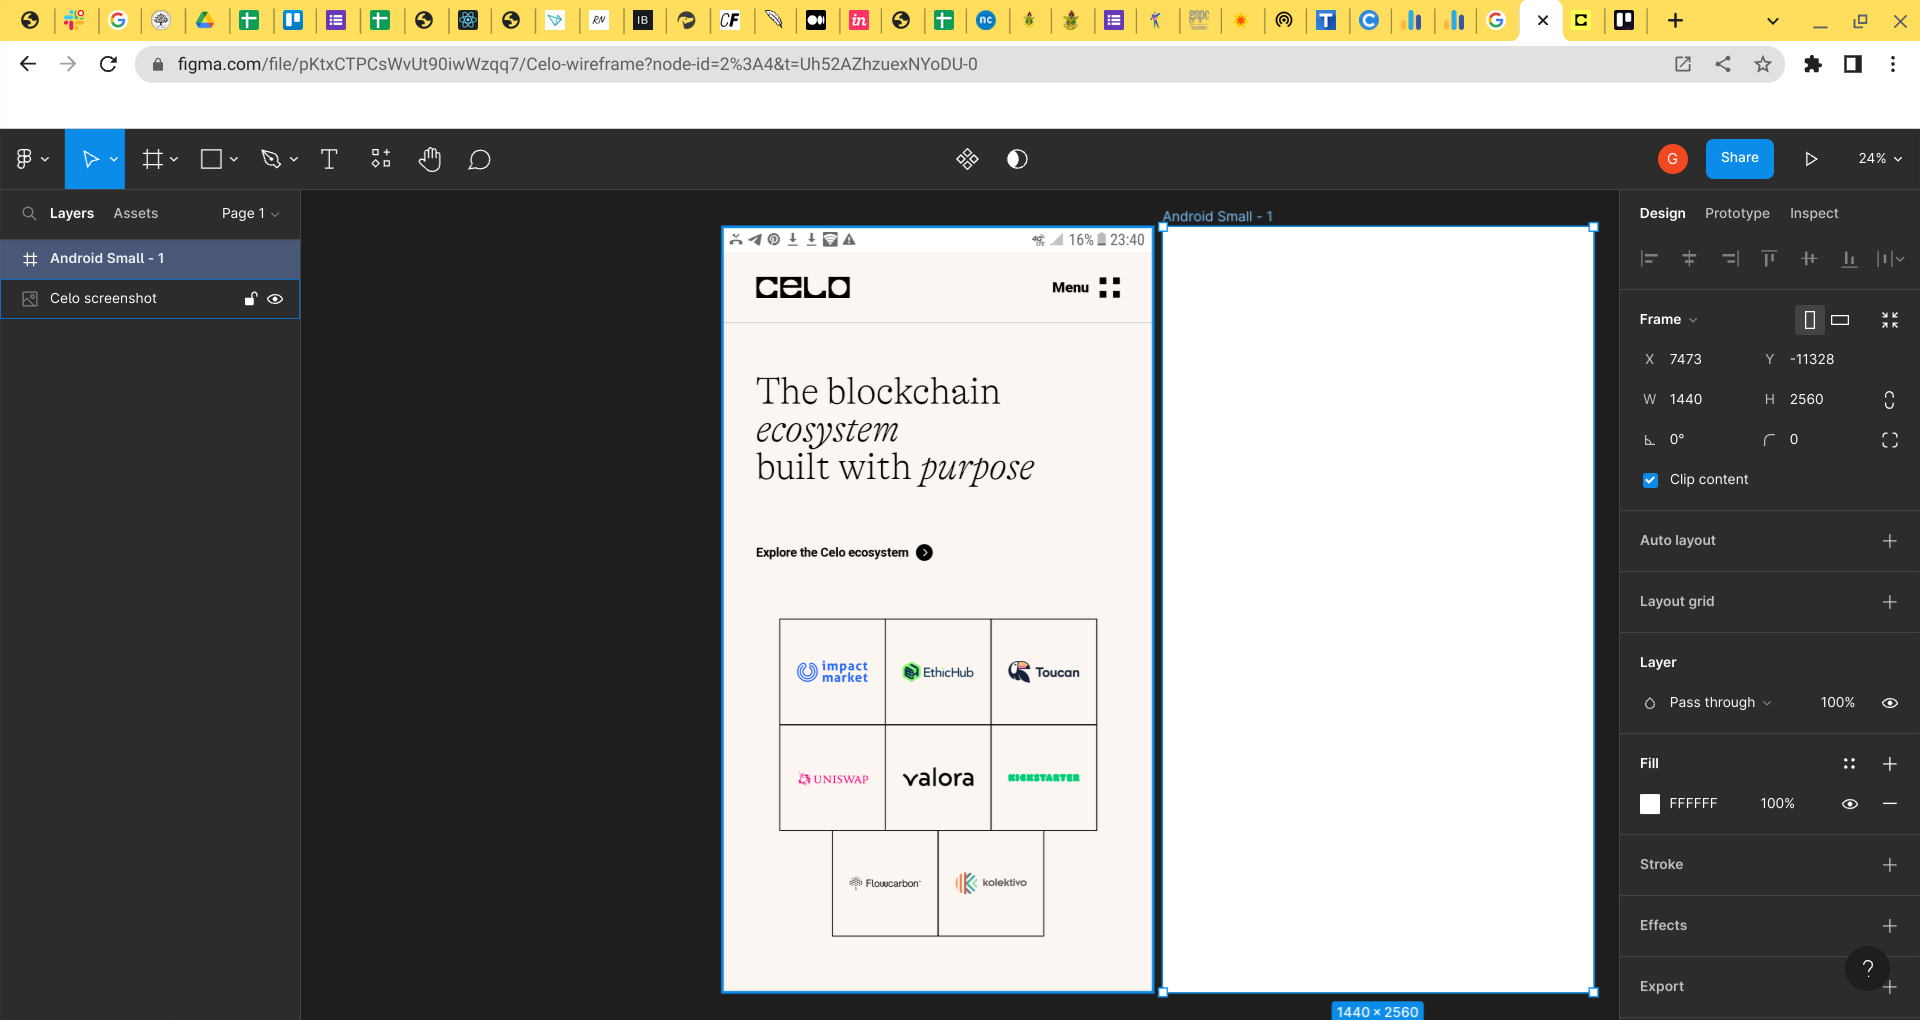 CF
RN
IB
in
nc
figma.com/file/pKtxCTPCsWvUt90iwWzqq7/Celo-wireframe?node-id=2%3A4&t=Uh52AZhzuexNYoDU-0
G
Share
24%
Layers
Assets
Page 1
Android Small - 1
Celo screenshot
Android Small - 1
16%
23:40
CELO
Menu
The blockchain
ecosystem
built with purpose
Explore the Celo ecosystem
impact
market
EthicHub
Toucan
UNISWAP
valora
KICKSTARTER
Flowcarbon
kolektivo
1440 × 2560
Design
Prototype
Inspect
Frame
X 7473
Y -11328
W 1440
H 2560
0°
0
Clip content
Auto layout
Layout grid
Layer
Pass through
100%
Fill
FFFFFF
100%
Stroke
Effects
Export
?